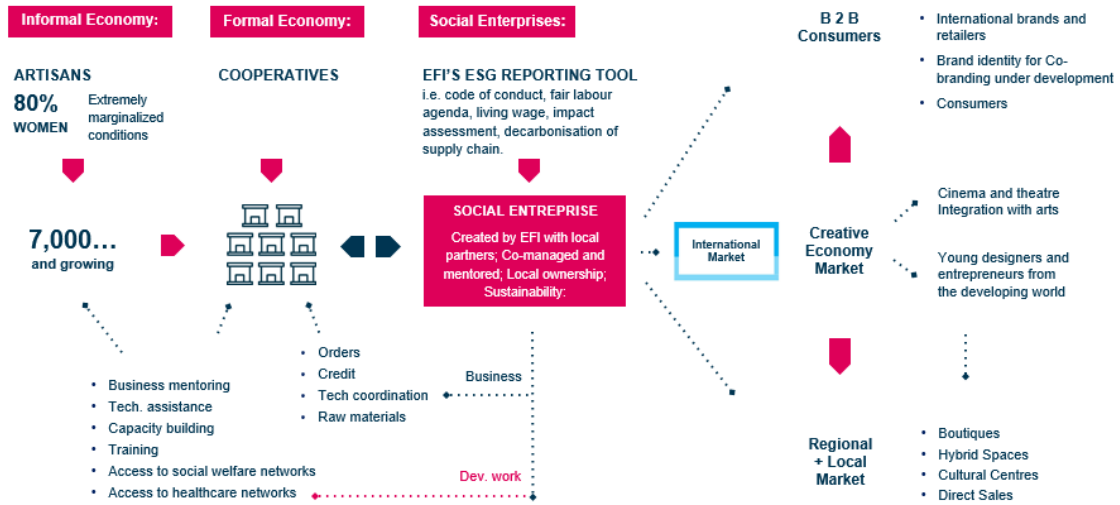 Informal Economy:
Formal Economy:
Social Enterprises:
ARTISANS
80%
WOMEN
Extremely
marginalized
conditions
COOPERATIVES
EFI'S ESG REPORTING TOOL
i.e. code of conduct, fair labour
agenda, living wage, impact
assessment, decarbonisation of
supply chain.
7,000…
and growing
SOCIAL ENTREPRISE
Created by EFI with local
partners; Co-managed and
mentored; Local ownership;
Sustainability:
• Business mentoring
• Tech. assistance
• Capacity building
• Training
• Access to social welfare networks
• Access to healthcare networks
• Orders
• Credit
• Tech coordination
• Raw materials
Business
Dev. work
International
Market
B 2 B
Consumers
• International brands and
retailers
• Brand identity for Co-
branding under development
• Consumers
Creative
Economy
Market
Cinema and theatre
Integration with arts
Young designers and
entrepreneurs from
the developing world
Regional
+ Local
Market
• Boutiques
• Hybrid Spaces
• Cultural Centres
• Direct Sales